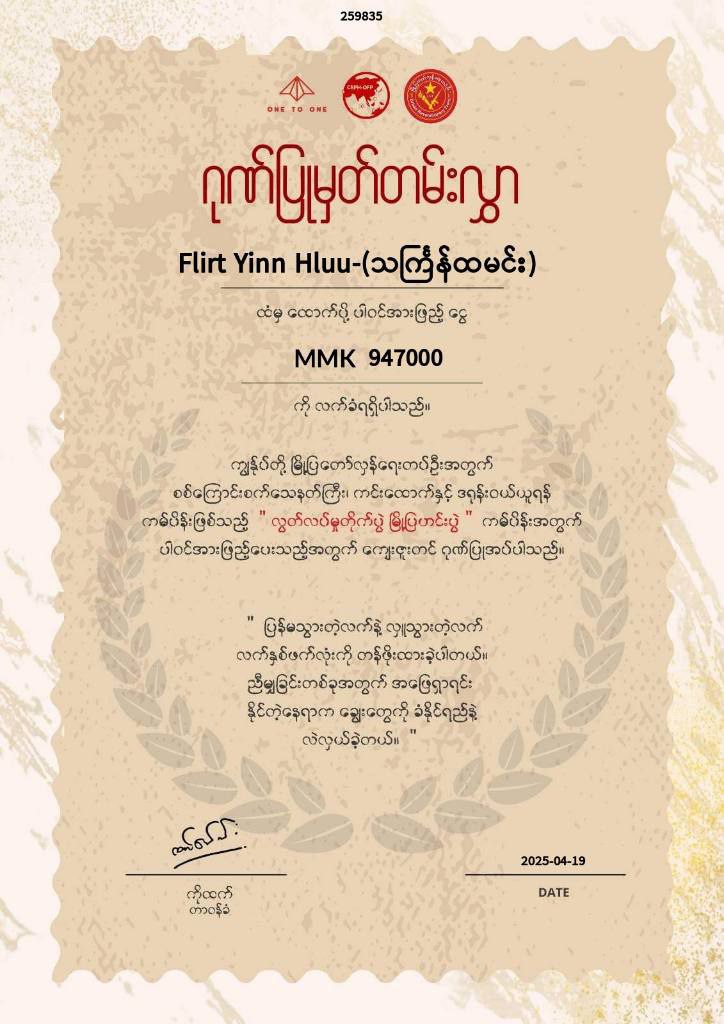 259835
ONE TO ONE
CRPH-OFP
ဂုဏ်ပြုမှတ်တမ်းလွှာ
Flirt Yinn Hluu-(သင်္ကြန်ထမင်း)
ထံမှ ထောက်ပို့ ပါဝင်အားဖြည့် ငွေ
MMK 947000
ကို လက်ခံရရှိပါသည်။
ကျွန်ုပ်တို့ မြို့ပြတော်လှန်ရေးတပ်ဦးအတွက်
စစ်ကြောင်းစက်သေနတ်ကြီး၊ ကင်းထောက်နှင့် ဒရုန်းဝယ်ယူရန်
ကမ်ပိန်းဖြစ်သည့် " လွတ်လပ်မှုတိုက်ပွဲ မြို့ပြဟင်းပွဲ " ကမ်ပိန်းအတွက်
ပါဝင်အားဖြည့်ပေးသည့်အတွက် ကျေးဇူးတင် ဂုဏ်ပြုအပ်ပါသည်။
" ပြန်မသွားတဲ့လက်နဲ့ လှူသွားတဲ့လက်
လက်နှစ်ဖက်လုံးကို တန်ဖိုးထားခဲ့ပါတယ်။
ညီမျှခြင်းတစ်ခုအတွက် အဖြေရှာရင်း
နိုင်တဲ့နေရာက ချွေးတွေကို ခံနိုင်ရည်နဲ့
လဲလှယ်ခဲ့တယ်။ "
2025-04-19
ကိုထက်
DATE
တာဝန်ခံ